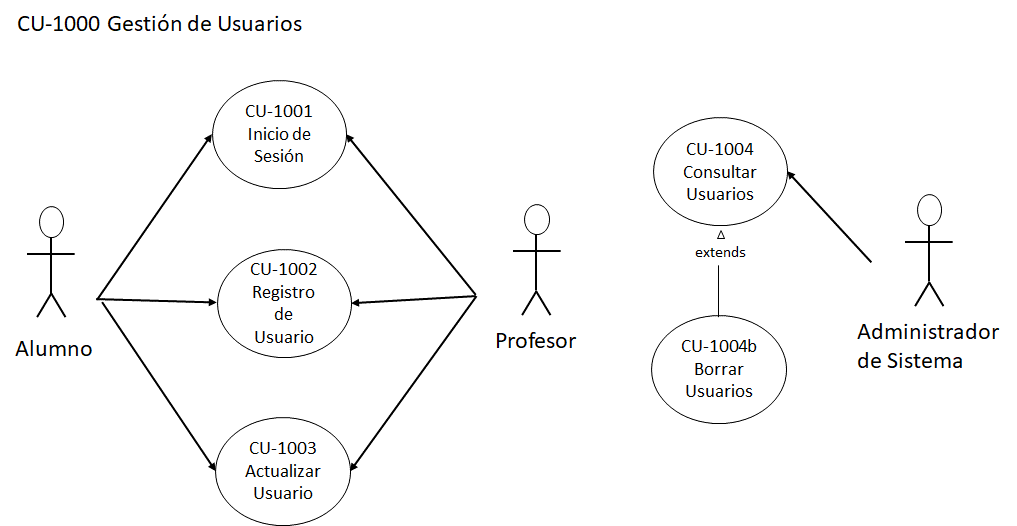 CU-1000 Gestión de Usuarios
CU-1001
Inicio de
Sesión
CU-1002
Registro
de
Usuario
CU-1003
Actualizar
Usuario
Alumno
Profesor
CU-1004
Consultar
Usuarios
extends
CU-1004b
Borrar
Usuarios
Administrador
de Sistema